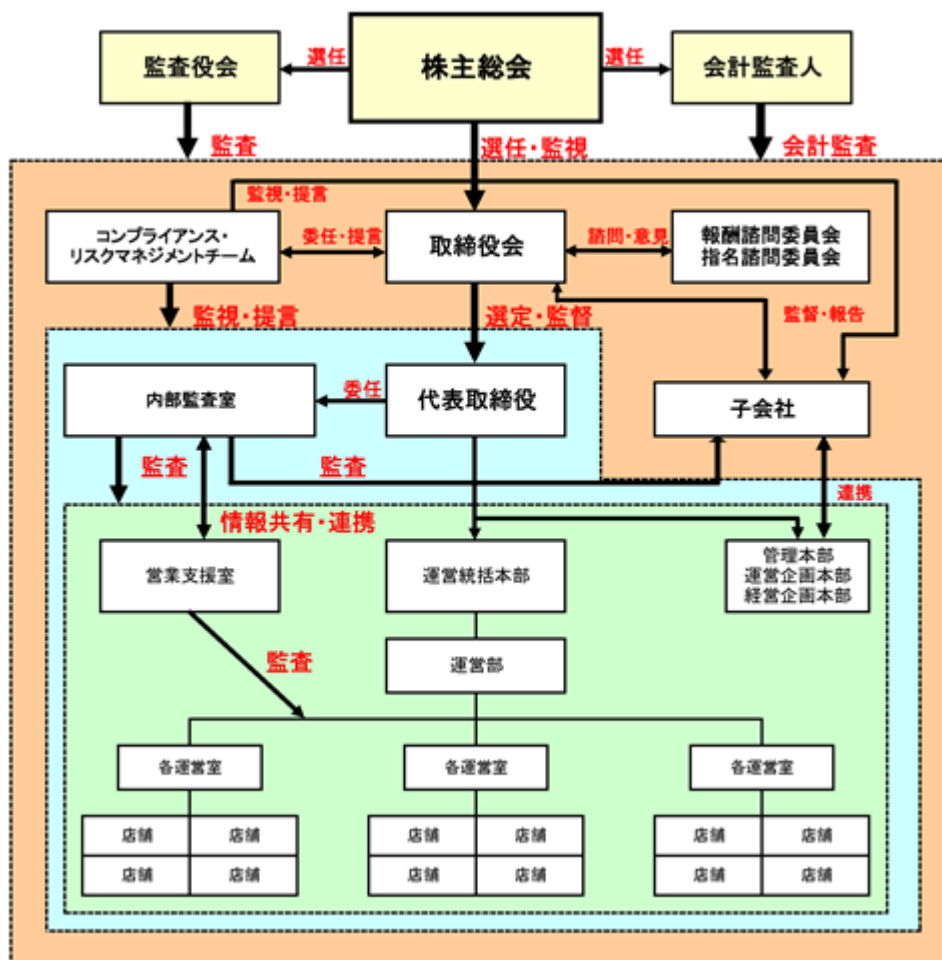 監査役会
選任
株主総会
選任
会計監査人
監査
選任・監視
会計監査
監視・提言
コンプライアンス・
リスクマネジメントチーム
委任・提言
取締役会
諮問・意見
報酬諮問委員会
指名諮問委員会
監視・提言
選定・監督
監督・報告
内部監査室
委任
代表取締役
子会社
監査
監査
連携
情報共有・連携
営業支援室
運営統括本部
管理本部
運営企画本部
経営企画本部
監査
運営部
各運営室
各運営室
各運営室
店舗 店舗 店舗 店舗 店舗 店舗
店舗 店舗 店舗 店舗 店舗 店舗